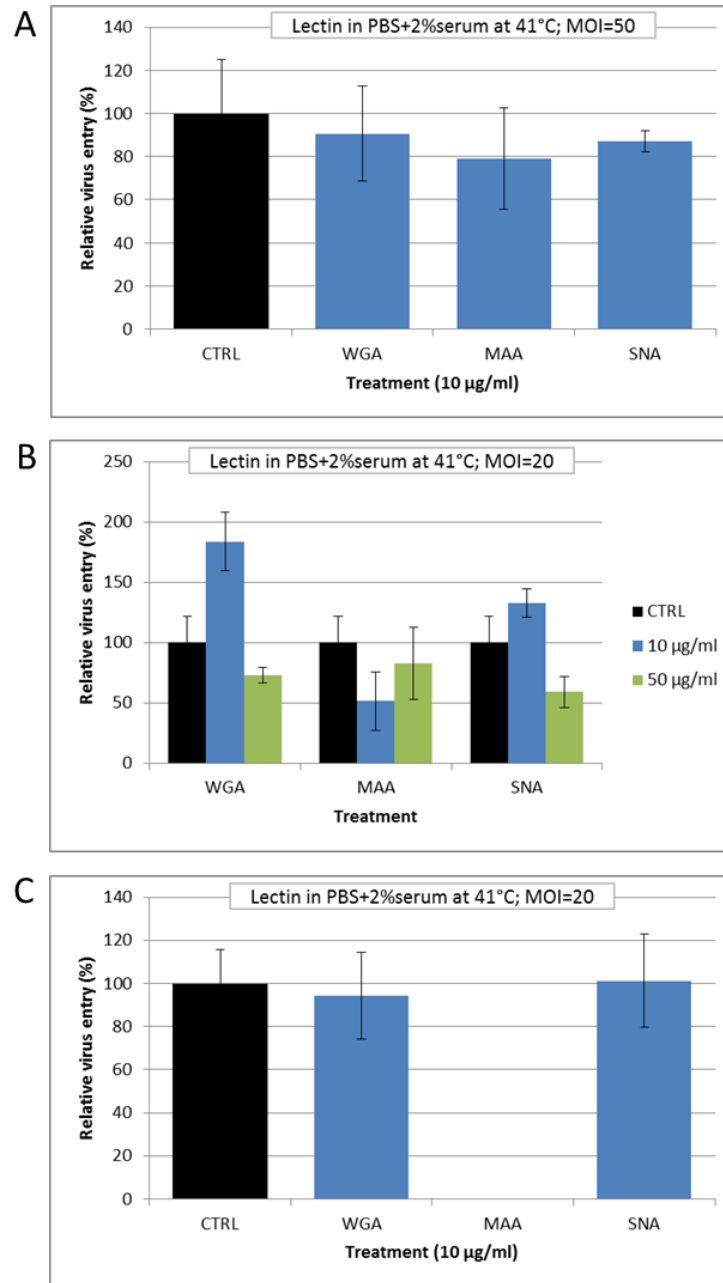 A
Lectin in PBS+2%serum at 41°C; MOI=50
Relative virus entry (%)
140
120
100
80
60
40
20
0
CTRL WGA MAA SNA
Treatment (10 µg/ml)
B
Lectin in PBS+2%serum at 41°C; MOI=20
Relative virus entry (%)
250
200
150
100
50
0
CTRL
10 µg/ml
50 µg/ml
WGA MAA SNA
Treatment
C
Lectin in PBS+2%serum at 41°C; MOI=20
Relative virus entry (%)
140
120
100
80
60
40
20
0
CTRL WGA MAA SNA
Treatment (10 µg/ml)